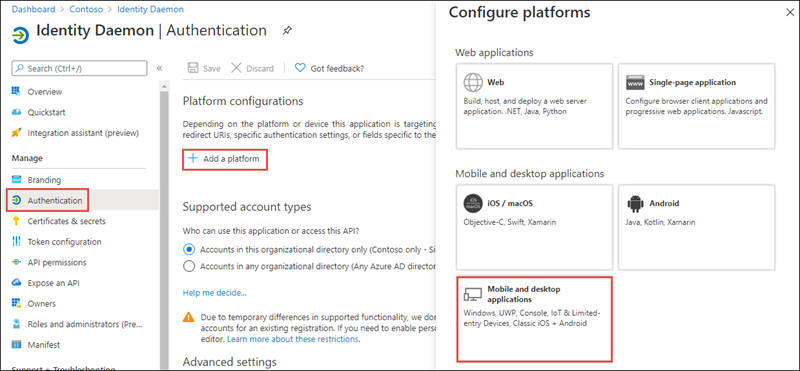 Dashboard > Contoso > Identity Daemon
Identity Daemon | Authentication
Search (Ctrl+/)
«
Overview
Quickstart
Integration assistant (preview)
Manage
Branding
Authentication
Certificates & secrets
Token configuration
API permissions
Expose an API
Owners
Roles and administrators (Pre...
Manifest
Support + Troubleshooting
Save
Discard
Got feedback?
Platform configurations
Depending on the platform or device this application is targeting
redirect URIs, specific authentication settings, or fields specific to the
+ Add a platform
Supported account types
Who can use this application or access this API?
Accounts in this organizational directory only (Contoso only - Si
Accounts in any organizational directory (Any Azure AD director
Help me decide...
Due to temporary differences in supported functionality, we don
accounts for an existing registration. If you need to enable perso
editor. Learn more about these restrictions.
Advanced settings
Configure platforms
Web applications
Web
Build, host, and deploy a web server
application. .NET, Java, Python
Single-page application
Configure browser client applications and
progressive web applications. Javascript.
Mobile and desktop applications
iOS
macOS
iOS / macOS
Objective-C, Swift, Xamarin
Android
Java, Kotlin, Xamarin
Mobile and desktop
applications
Windows, UWP, Console, IoT & Limited-
entry Devices, Classic iOS + Android